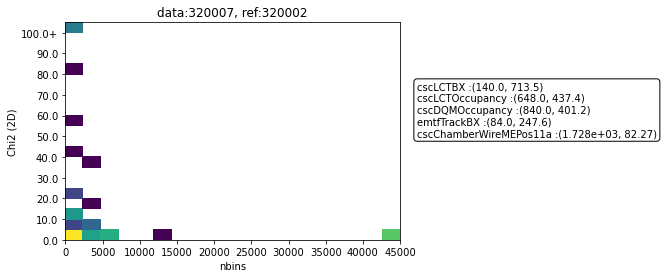 data:320007, ref:320002
100.0+
90.0
80.0
70.0
60.0
50.0
40.0
30.0
20.0
10.0
0.0
Chi2 (2D)
0 5000 10000 15000 20000 25000 30000 35000 40000 45000
nbins
cscLCTBX :(140.0, 713.5)
cscLCTOccupancy :(648.0, 437.4)
cscDQMOccupancy :(840.0, 401.2)
emtfTrackBX :(84.0, 247.6)
cscChamberWireMEPos11a :(1.728e+03, 82.27)